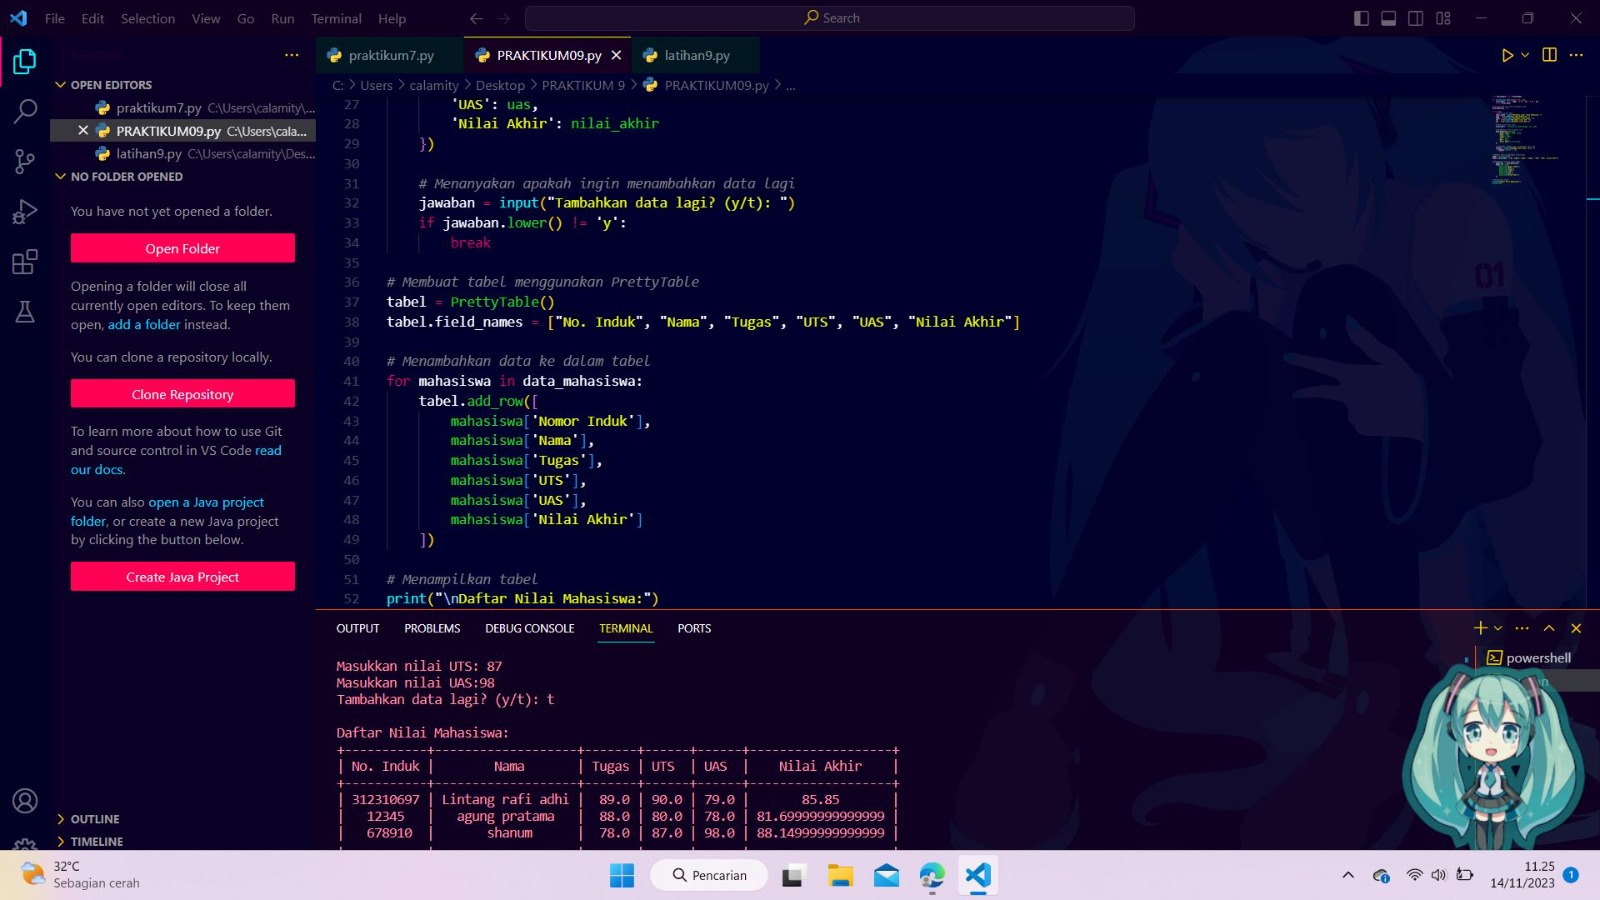 File Edit Selection View Go Run Terminal Help
Search
praktikum7.py PRAKTIKUM09.py latihan9.py
C: > Users > calamity > Desktop > PRAKTIKUM 9 > PRAKTIKUM09.py > ...
OPEN EDITORS
praktikum7.py C:\Users\calamity\...
PRAKTIKUM09.py C:\Users\cala...
latihan9.py C:\Users\calamity\Des...
NO FOLDER OPENED
You have not yet opened a folder.
Open Folder
Opening a folder will close all
currently open editors. To keep them
open, add a folder instead.
You can clone a repository locally.
Clone Repository
To learn more about how to use Git
and source control in VS Code read
our docs.
You can also open a Java project
folder, or create a new Java project
by clicking the button below.
Create Java Project
OUTLINE
TIMELINE
27 'UAS': uas,
28 'Nilai Akhir': nilai_akhir
29 })
30
31 # Menanyakan apakah ingin menambahkan data lagi
32 jawaban = input("Tambahkan data lagi? (y/t): ")
33 if jawaban.lower() != 'y':
34 break
35
36 # Membuat tabel menggunakan PrettyTable
37 tabel = PrettyTable()
38 tabel.field_names = ["No. Induk", "Nama", "Tugas", "UTS", "UAS", "Nilai Akhir"]
39
40 # Menambahkan data ke dalam tabel
41 for mahasiswa in data_mahasiswa:
42 tabel.add_row([
43 mahasiswa['Nomor Induk'],
44 mahasiswa['Nama'],
45 mahasiswa['Tugas'],
46 mahasiswa['UTS'],
47 mahasiswa['UAS'],
48 mahasiswa['Nilai Akhir']
49 ])
50
51 # Menampilkan tabel
52 print("\nDaftar Nilai Mahasiswa:")
01
OUTPUT PROBLEMS DEBUG CONSOLE TERMINAL PORTS
powershell
Masukkan nilai UTS: 87
Masukkan nilai UAS:98
Tambahkan data lagi? (y/t): t
Daftar Nilai Mahasiswa:
+-----------+-------------------+-------+------+------+------------------+
| No. Induk | Nama | Tugas | UTS | UAS | Nilai Akhir |
+-----------+-------------------+-------+------+------+------------------+
| 312310697 | Lintang rafi adhi | 89.0 | 90.0 | 79.0 | 85.85 |
| 12345 | agung pratama | 88.0 | 80.0 | 78.0 | 81.69999999999999 |
| 678910 | shanum | 78.0 | 87.0 | 98.0 | 88.14999999999999 |
32°C
Sebagian cerah
Pencarian
11.25
14/11/2023
1